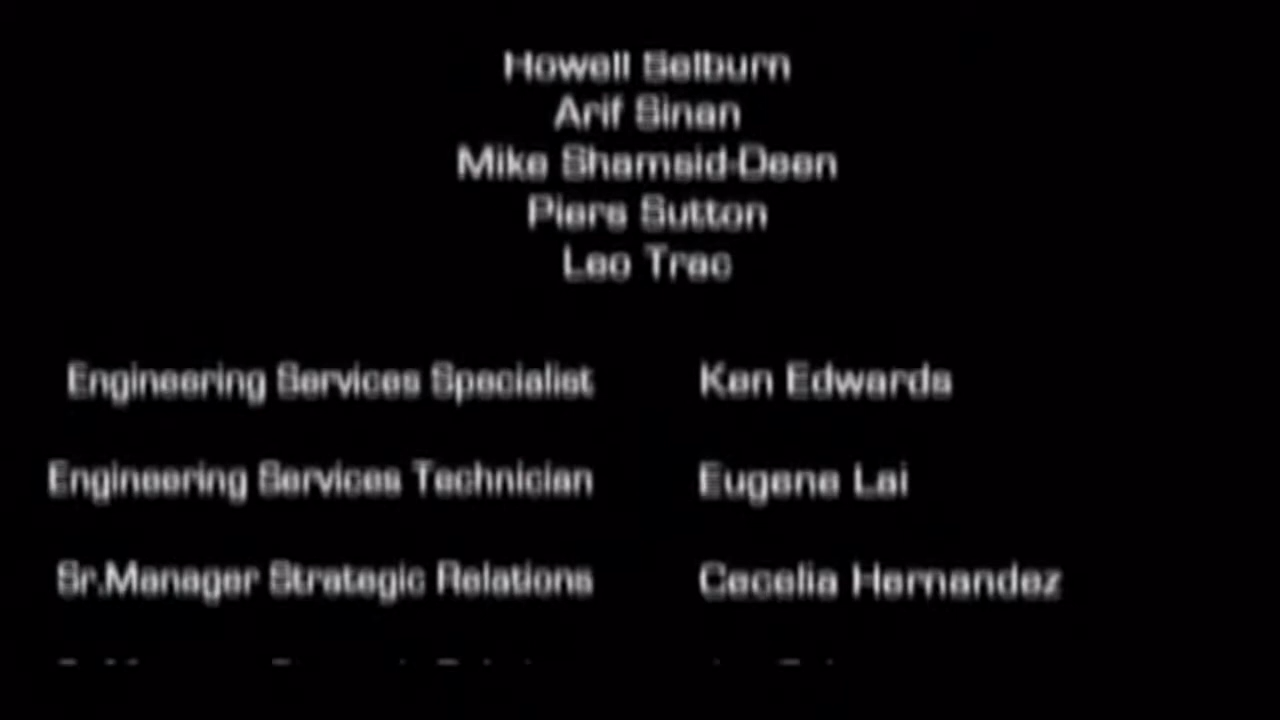 Howell Selburn
Arif Sinan
Mike Shamsid-Deen
Piers Sutton
Leo Trac
Engineering Services Specialist Ken Edwards
Engineering Services Technician Eugene Lai
Sr.Manager Strategic Relations Cecelia Hernandez